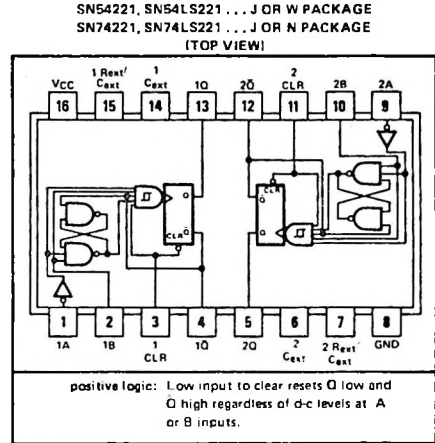 SN54221, SN54LS221 . . . J OR W PACKAGE
SN74221, SN74LS221 . . . J OR N PACKAGE
(TOP VIEW)
1 Rext/ 1 2
VCC Cext Cext 1Q 2Q̄ CLR 2B 2A
16 15 14 13 12 11 10 9
Q Q̄
CLR Q̄ CLR Q
1 2 3 4 5 6 7 8
1A 1B 1 1Q̄ 2Q 2 2 Rext/ GND
CLR Cext Cext
positive logic: Low input to clear resets Q low and
Q̄ high regardless of d-c levels at A
or B inputs.